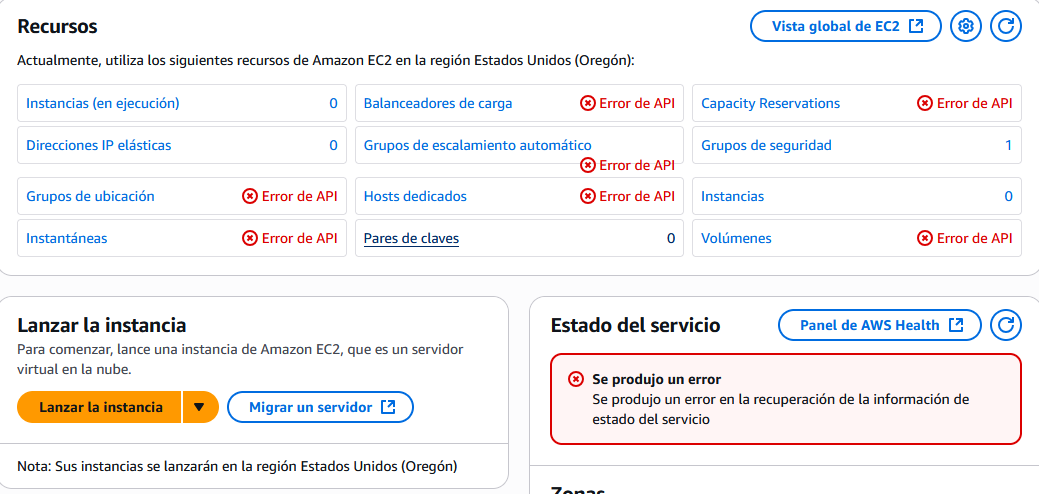 Recursos
Vista global de EC2
Actualmente, utiliza los siguientes recursos de Amazon EC2 en la región Estados Unidos (Oregón):
Instancias (en ejecución) 0
Balanceadores de carga Error de API
Capacity Reservations Error de API
Direcciones IP elásticas 0
Grupos de escalamiento automático
Error de API
Grupos de seguridad 1
Grupos de ubicación Error de API
Hosts dedicados Error de API
Instancias 0
Instantáneas Error de API
Pares de claves 0
Volúmenes Error de API
Lanzar la instancia
Para comenzar, lance una instancia de Amazon EC2, que es un servidor
virtual en la nube.
Lanzar la instancia
Migrar un servidor
Nota: Sus instancias se lanzarán en la región Estados Unidos (Oregón)
Estado del servicio
Panel de AWS Health
Se produjo un error
Se produjo un error en la recuperación de la información de
estado del servicio
Zonas